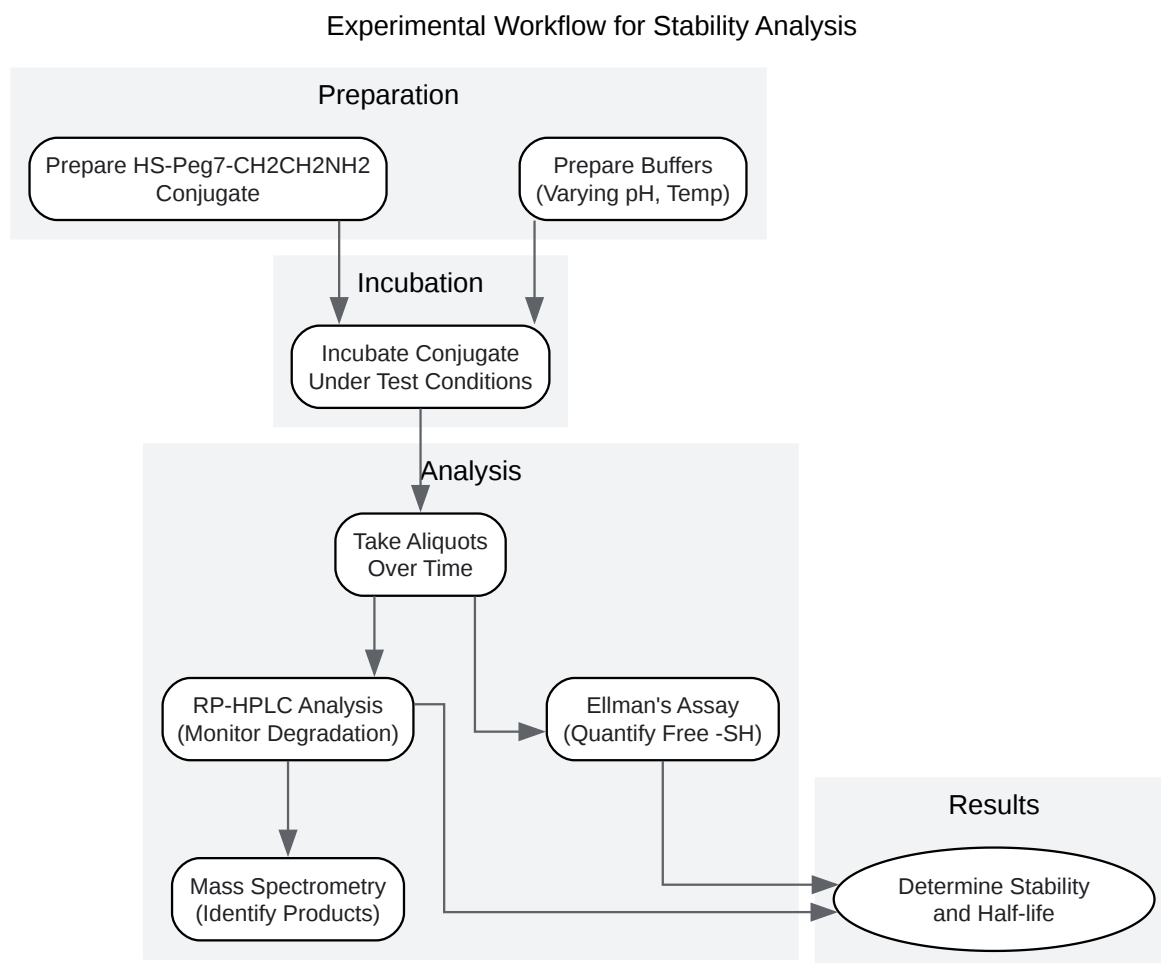 Experimental Workflow for Stability Analysis
Preparation
Prepare HS-Peg7-CH2CH2NH2
Conjugate
Prepare Buffers
(Varying pH, Temp)
Incubation
Incubate Conjugate
Under Test Conditions
Analysis
Take Aliquots
Over Time
RP-HPLC Analysis
(Monitor Degradation)
Ellman's Assay
(Quantify Free -SH)
Mass Spectrometry
(Identify Products)
Results
Determine Stability
and Half-life